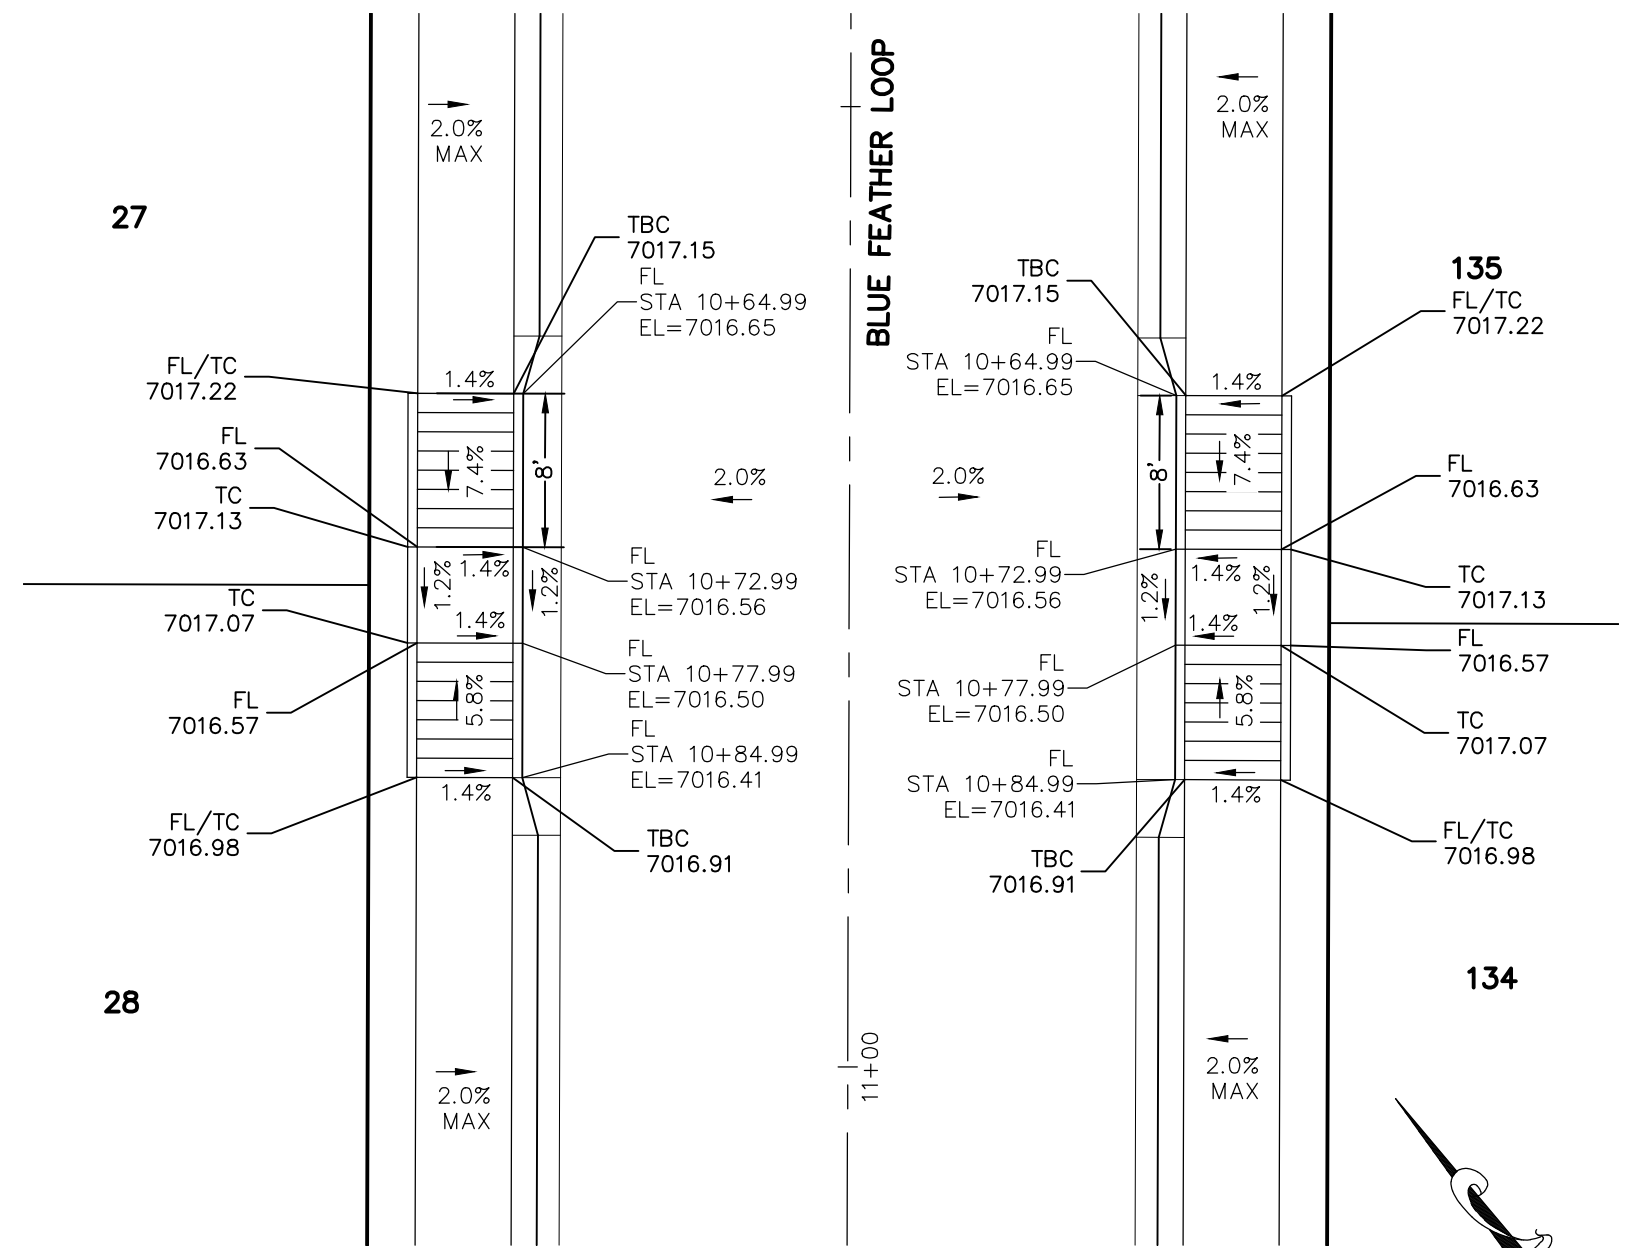 2.0%
MAX
27
TBC
7017.15
FL
STA 10+64.99
EL=7016.65
FL/TC
7017.22
1.4%
FL
7016.63
TC
7017.13
7.4%
8'
2.0%
1.4%
1.2%
1.2%
FL
STA 10+72.99
EL=7016.56
TC
7017.07
1.4%
FL
STA 10+77.99
EL=7016.50
FL
7016.57
5.8%
FL
STA 10+84.99
EL=7016.41
1.4%
FL/TC
7016.98
TBC
7016.91
28
2.0%
MAX
BLUE FEATHER LOOP
11+00
2.0%
MAX
TBC
7017.15
135
FL/TC
7017.22
FL
STA 10+64.99
EL=7016.65
1.4%
2.0%
8'
7.4%
FL
7016.63
FL
STA 10+72.99
EL=7016.56
1.4%
1.2%
1.2%
TC
7017.13
1.4%
FL
7016.57
FL
STA 10+77.99
EL=7016.50
5.8%
TC
7017.07
FL
STA 10+84.99
EL=7016.41
1.4%
TBC
7016.91
FL/TC
7016.98
134
2.0%
MAX